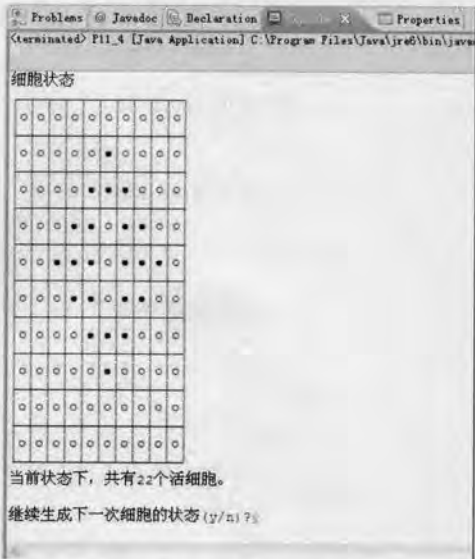 Problems @ Javadoc Declaration Properties
<terminated> P11_4 [Java Application] C:\Program Files\Java\jre6\bin\javaw
细胞状态
○○○○○○○○○○
○○○○○●○○○○
○○○○●●●○○○
○○○●●○●●○○
○○●●●○●●●○
○○○●●○●●○○
○○○○●●●○○○
○○○○○●○○○○
○○○○○○○○○○
○○○○○○○○○○
当前状态下，共有22个活细胞。
继续生成下一次细胞的状态(y/n)?